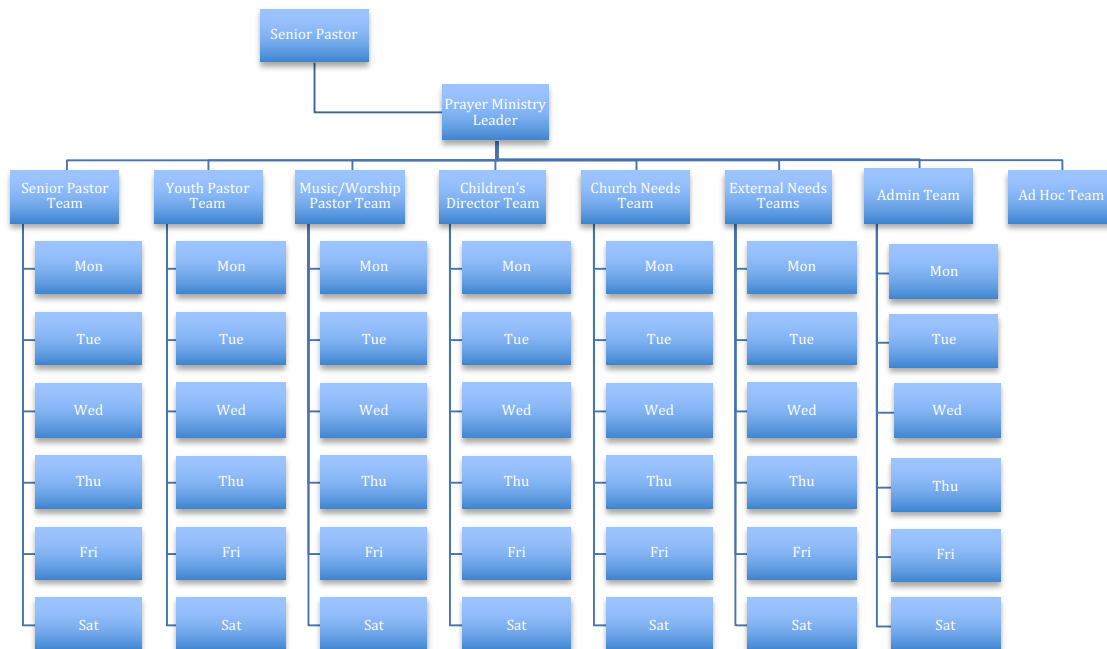 Senior Pastor
Prayer Ministry
Leader
Senior Pastor
Team
Youth Pastor
Team
Music/Worship
Pastor Team
Children's
Director Team
Church Needs
Team
External Needs
Teams
Admin Team
Ad Hoc Team
Mon
Mon
Mon
Mon
Mon
Mon
Mon
Tue
Tue
Tue
Tue
Tue
Tue
Tue
Wed
Wed
Wed
Wed
Wed
Wed
Wed
Thu
Thu
Thu
Thu
Thu
Thu
Thu
Fri
Fri
Fri
Fri
Fri
Fri
Fri
Sat
Sat
Sat
Sat
Sat
Sat
Sat